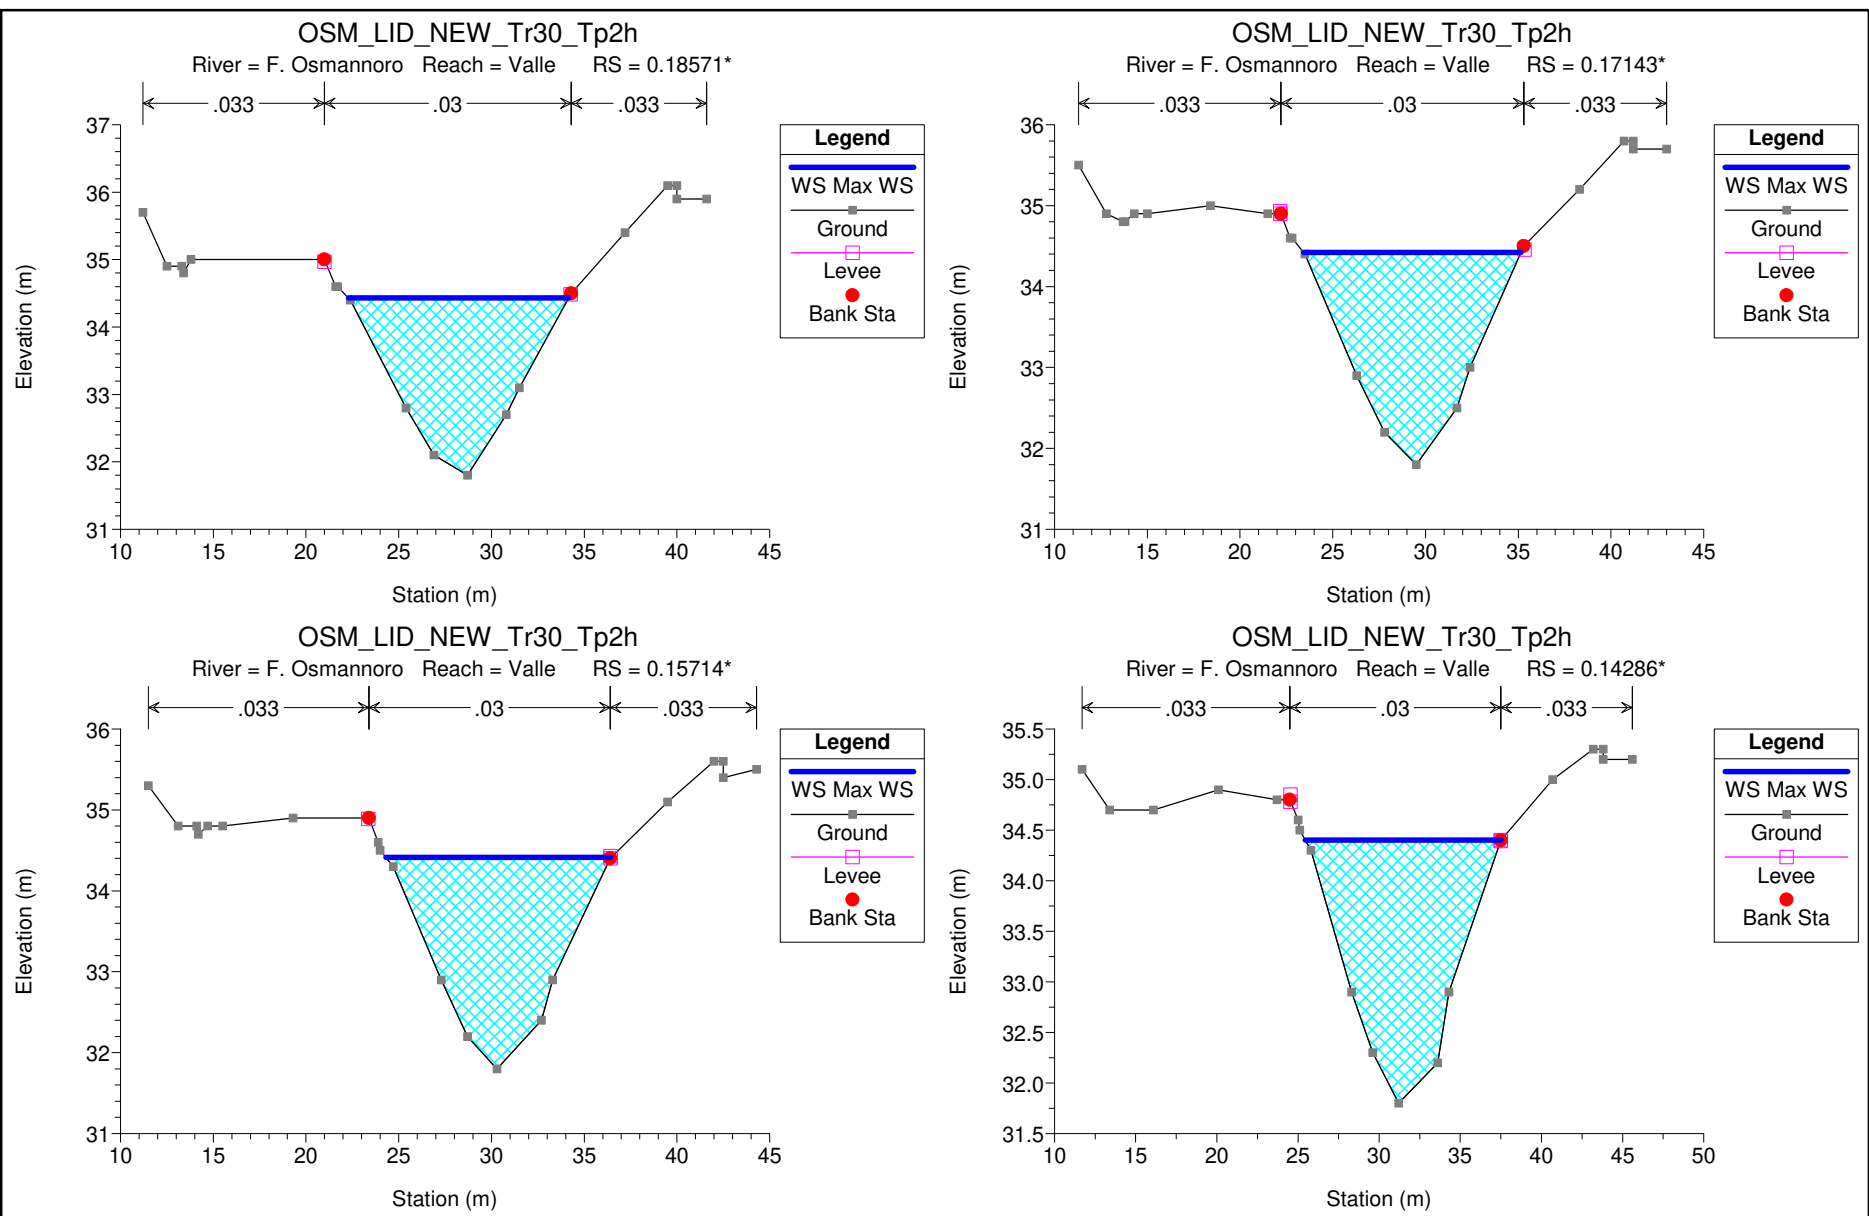 OSM_LID_NEW_Tr30_Tp2h
River = F. Osmannoro Reach = Valle RS = 0.18571*
.033 .03 .033
37
36
35
34
33
32
31
10 15 20 25 30 35 40 45
Elevation (m)
Station (m)
Legend
WS Max WS
Ground
Levee
Bank Sta
OSM_LID_NEW_Tr30_Tp2h
River = F. Osmannoro Reach = Valle RS = 0.17143*
.033 .03 .033
36
35
34
33
32
31
10 15 20 25 30 35 40 45
Elevation (m)
Station (m)
Legend
WS Max WS
Ground
Levee
Bank Sta
OSM_LID_NEW_Tr30_Tp2h
River = F. Osmannoro Reach = Valle RS = 0.15714*
.033 .03 .033
36
35
34
33
32
31
10 15 20 25 30 35 40 45
Elevation (m)
Station (m)
Legend
WS Max WS
Ground
Levee
Bank Sta
OSM_LID_NEW_Tr30_Tp2h
River = F. Osmannoro Reach = Valle RS = 0.14286*
.033 .03 .033
35.5
35.0
34.5
34.0
33.5
33.0
32.5
32.0
31.5
10 15 20 25 30 35 40 45 50
Elevation (m)
Station (m)
Legend
WS Max WS
Ground
Levee
Bank Sta